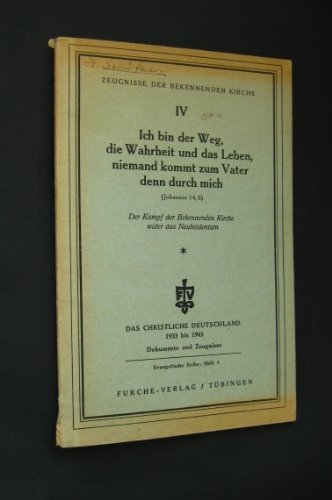 ZEUGNISSE DER BEKENNENDEN KIRCHE
IV
Ich bin der Weg,
die Wahrheit und das Leben,
niemand kommt zum Vater
denn durch mich
(Johannes 14, 6)
Der Kampf der Bekennenden Kirche
wider das Neuheidentum
*
FV
DAS CHRISTLICHE DEUTSCHLAND
1933 bis 1945
Dokumente und Zeugnisse
Evangelische Reihe: Heft 4
FURCHE-VERLAG / TÜBINGEN